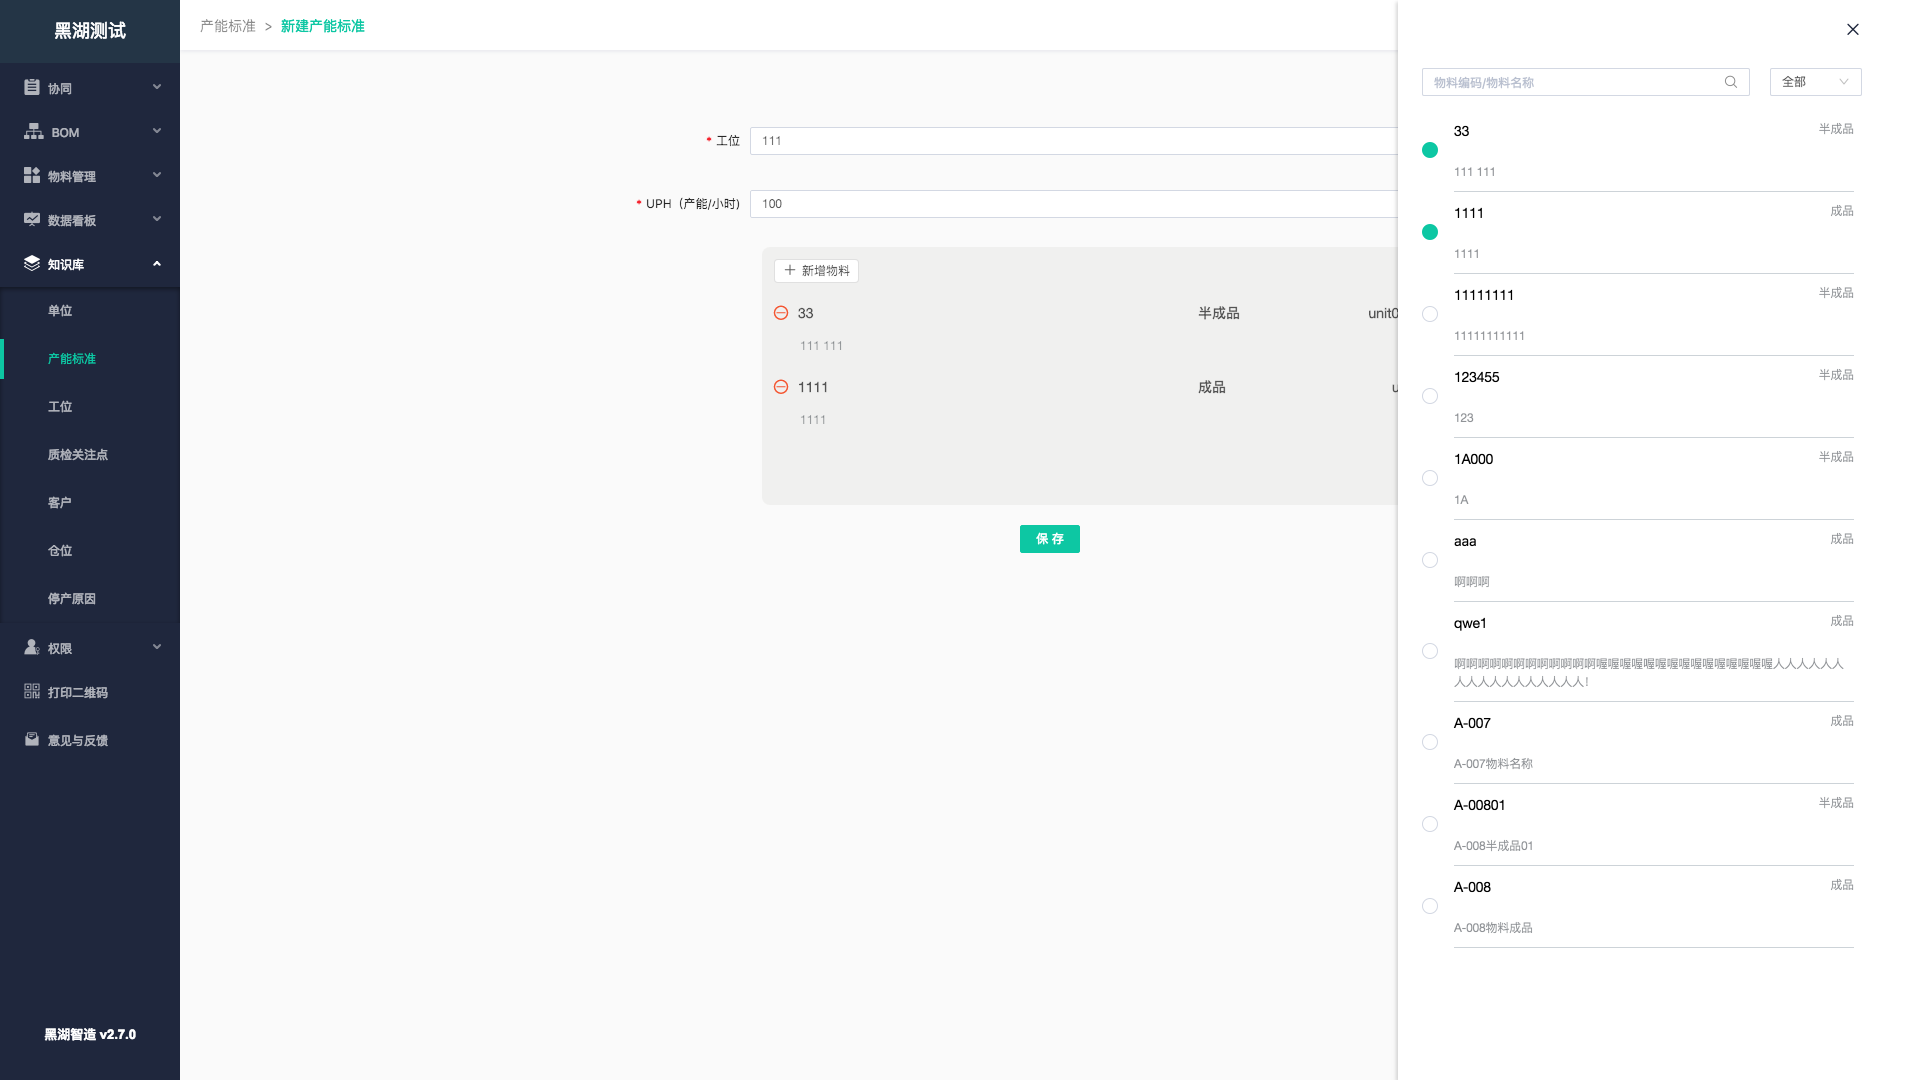 黑湖测试
协同
BOM
物料管理
数据看板
知识库
单位
产能标准
工位
质检关注点
客户
仓位
停产原因
权限
打印二维码
意见与反馈
黑湖智造 v2.7.0
产能标准 > 新建产能标准
* 工位 111
* UPH（产能/小时) 100
新增物料
33 半成品 unit0
111 111
1111 成品 u
1111
保 存
物料编码/物料名称 全部
33 半成品
111 111
1111 成品
1111
11111111 半成品
11111111111
123455 半成品
123
1A000 半成品
1A
aaa 成品
啊啊啊
qwe1 成品
啊啊啊啊啊啊啊啊啊啊啊啊喔喔喔喔喔喔喔喔喔喔喔喔喔喔喔人人人人人人
人人人人人人人人人人人!
A-007 成品
A-007物料名称
A-00801 半成品
A-008半成品01
A-008 成品
A-008物料成品